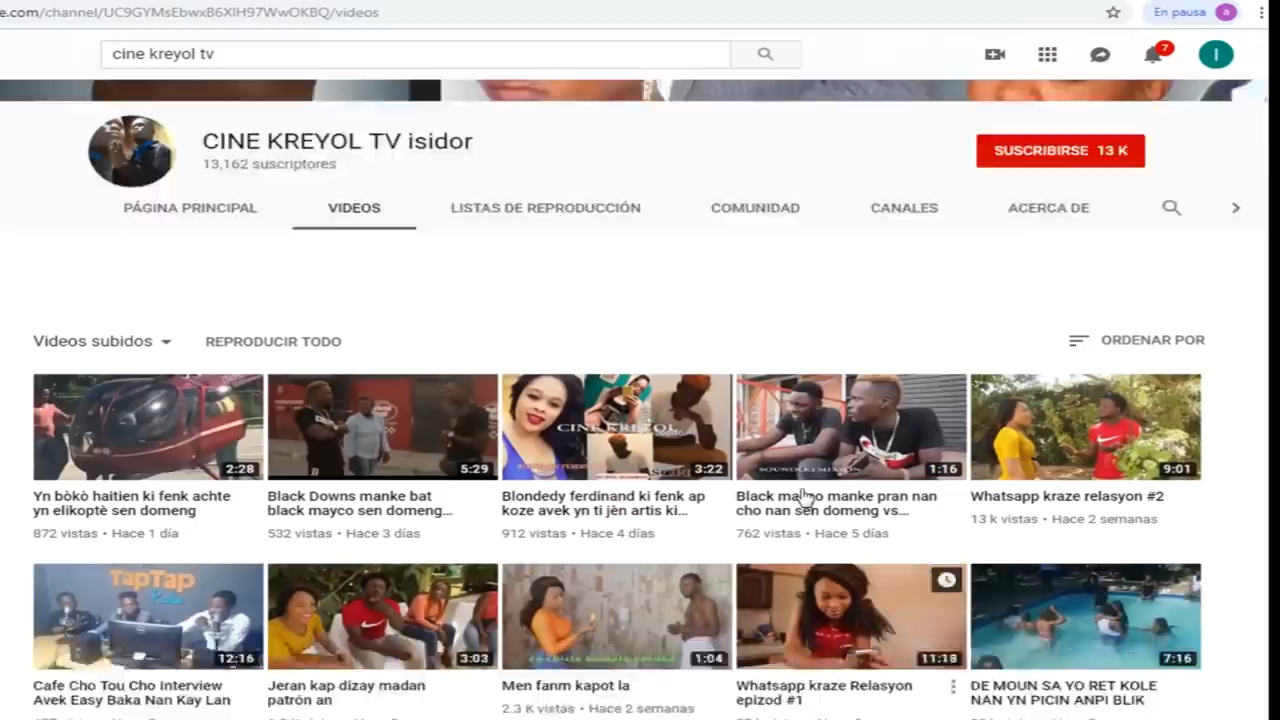 e.com/channel/UC9GYMsEbwxB6XIH97WwOKBQ/videos
En pausa
a
cine kreyol tv
7
I
CINE KREYOL TV isidor
13,162 suscriptores
SUSCRIBIRSE 13 K
PÁGINA PRINCIPAL
VIDEOS
LISTAS DE REPRODUCCIÓN
COMUNIDAD
CANALES
ACERCA DE
Videos subidos
REPRODUCIR TODO
ORDENAR POR
2:28
5:29
CINE KREZOL
3:22
SOUNDLEYMIXSON
1:16
9:01
Yn bòkò haitien ki fenk achte
yn elikoptè sen domeng
872 vistas • Hace 1 día
Black Downs manke bat
black mayco sen domeng...
532 vistas • Hace 3 días
Blondedy ferdinand ki fenk ap
koze avek yn ti jèn artis ki...
912 vistas • Hace 4 días
Black manke pran nan
cho nan sen domeng vs...
762 vistas • Hace 5 días
Whatsapp kraze relasyon #2
13 k vistas • Hace 2 semanas
TapTap
12:16
3:03
1:04
11:18
7:16
Cafe Cho Tou Cho Interview
Avek Easy Baka Nan Kay Lan
Jeran kap dizay madan
patrón an
Men fanm kapot la
2.3 K vistas • Hace 2 semanas
Whatsapp kraze Relasyon
epizod #1
DE MOUN SA YO RET KOLE
NAN YN PICIN ANPI BLIK